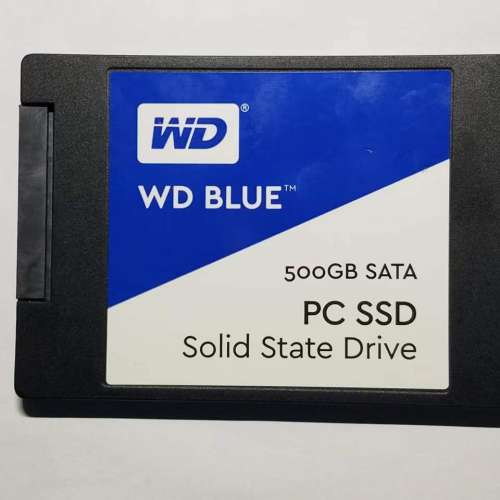 WD®
WD BLUE™
500GB SATA
PC SSD
Solid State Drive